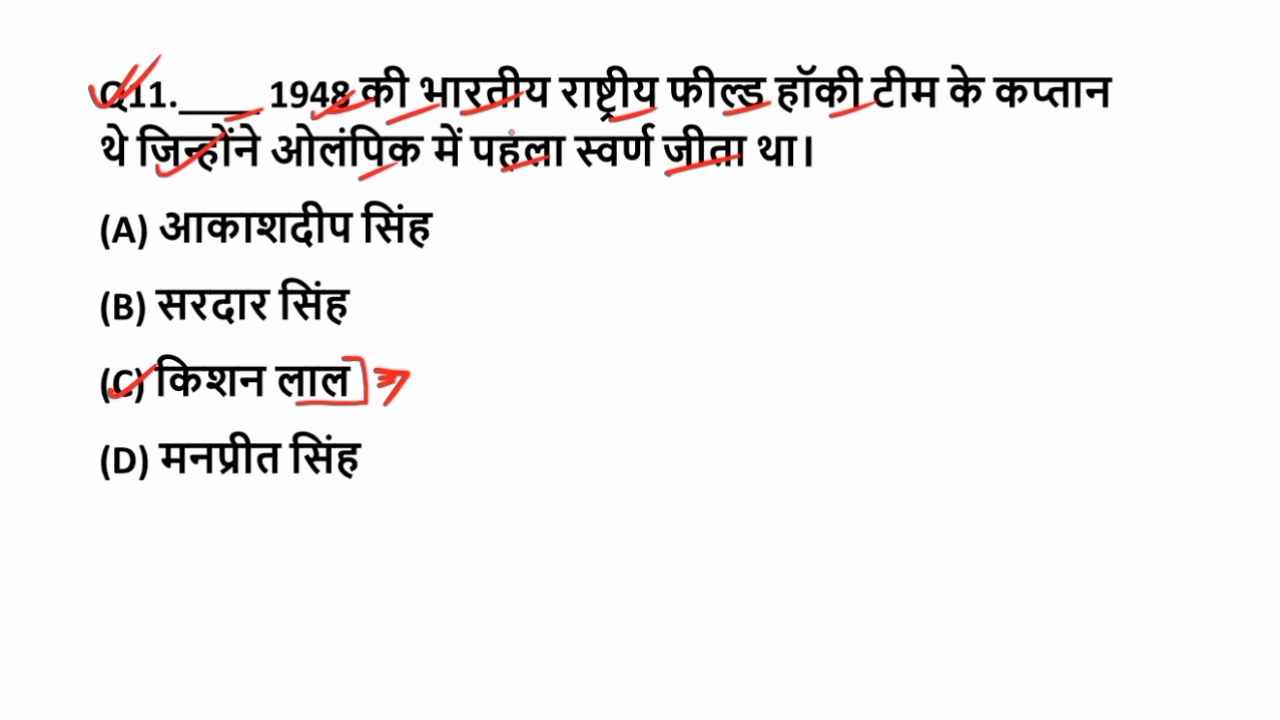 Q11.____ 1948 की भारतीय राष्ट्रीय फील्ड हॉकी टीम के कप्तान
थे जिन्होंने ओलंपिक में पहला स्वर्ण जीता था।
(A) आकाशदीप सिंह
(B) सरदार सिंह
(C) किशन लाल
(D) मनप्रीत सिंह